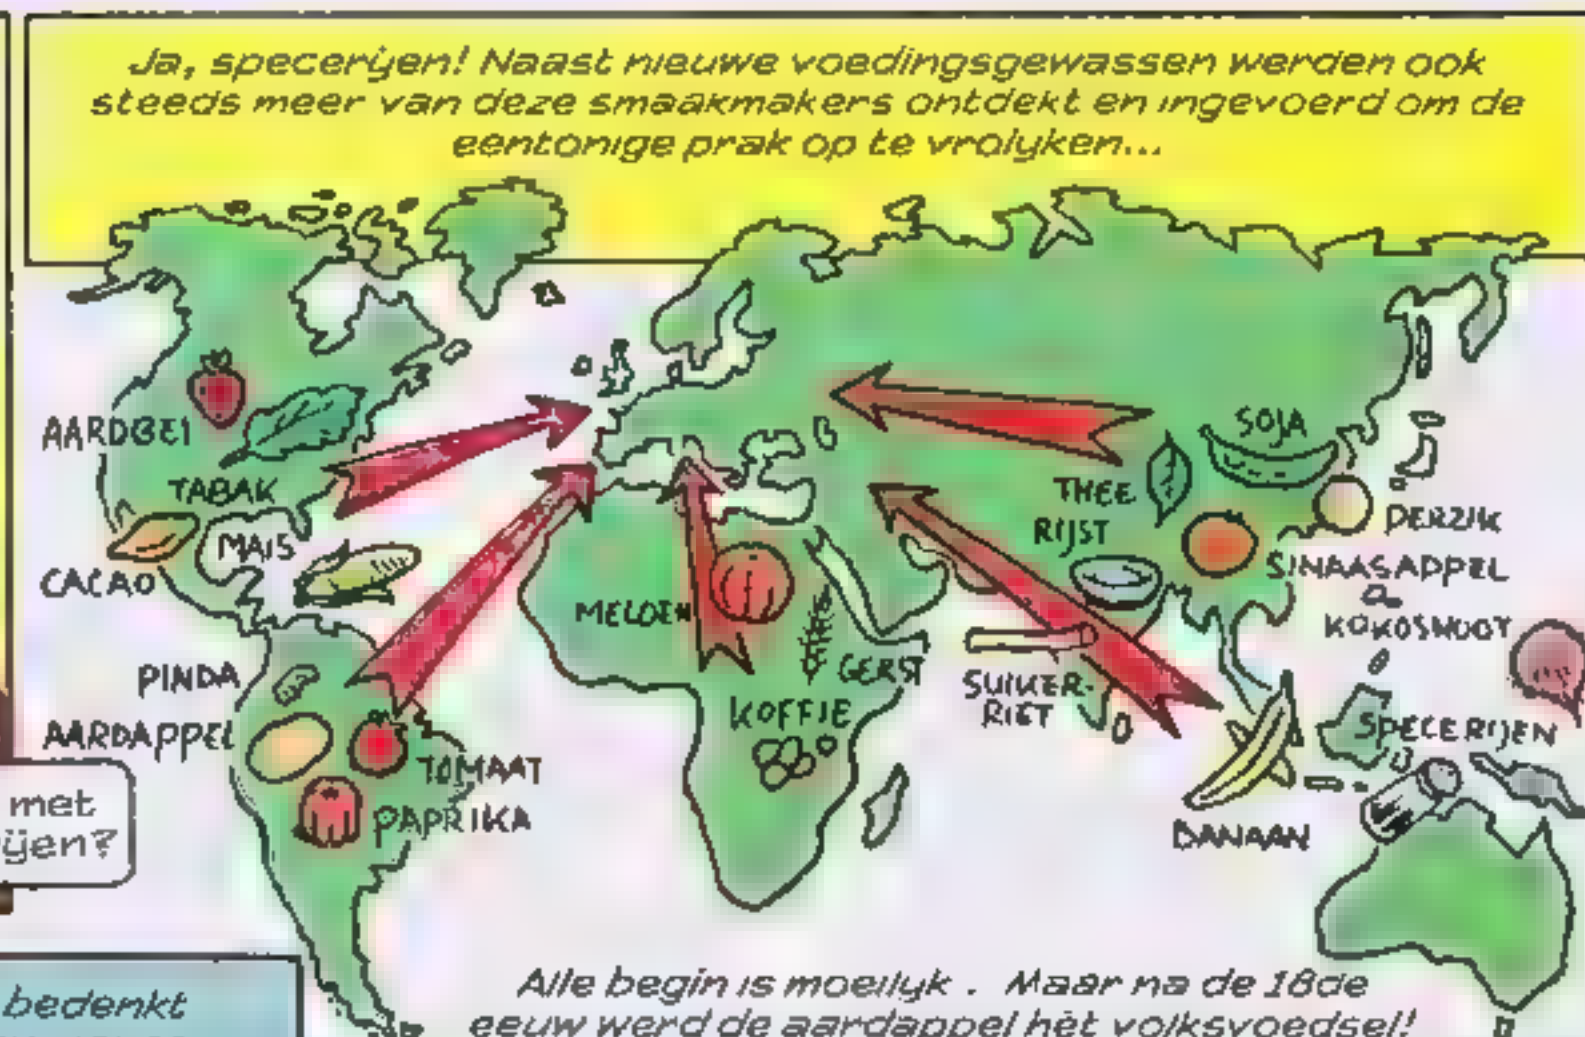 Ja, specerijen! Naast nieuwe voedingsgewassen werden ook
steeds meer van deze smaakmakers ontdekt en ingevoerd om de
eentonige prak op te vrolijken...
AARDBEI
TABAK
CACAO
MAIS
PINDA
AARDAPPEL
TOMAAT
PAPRIKA
MELOEN
GERST
KOFFIE
SOJA
THEE
RIJST
PERZIK
SINAASAPPEL
KOKOSNOOT
SUIKER-
RIET
SPECERIJEN
BANAAN
met
ijen?
bedenkt
Alle begin is moeilijk. Maar na de 18de
eeuw werd de aardappel hèt volksvoedsel!